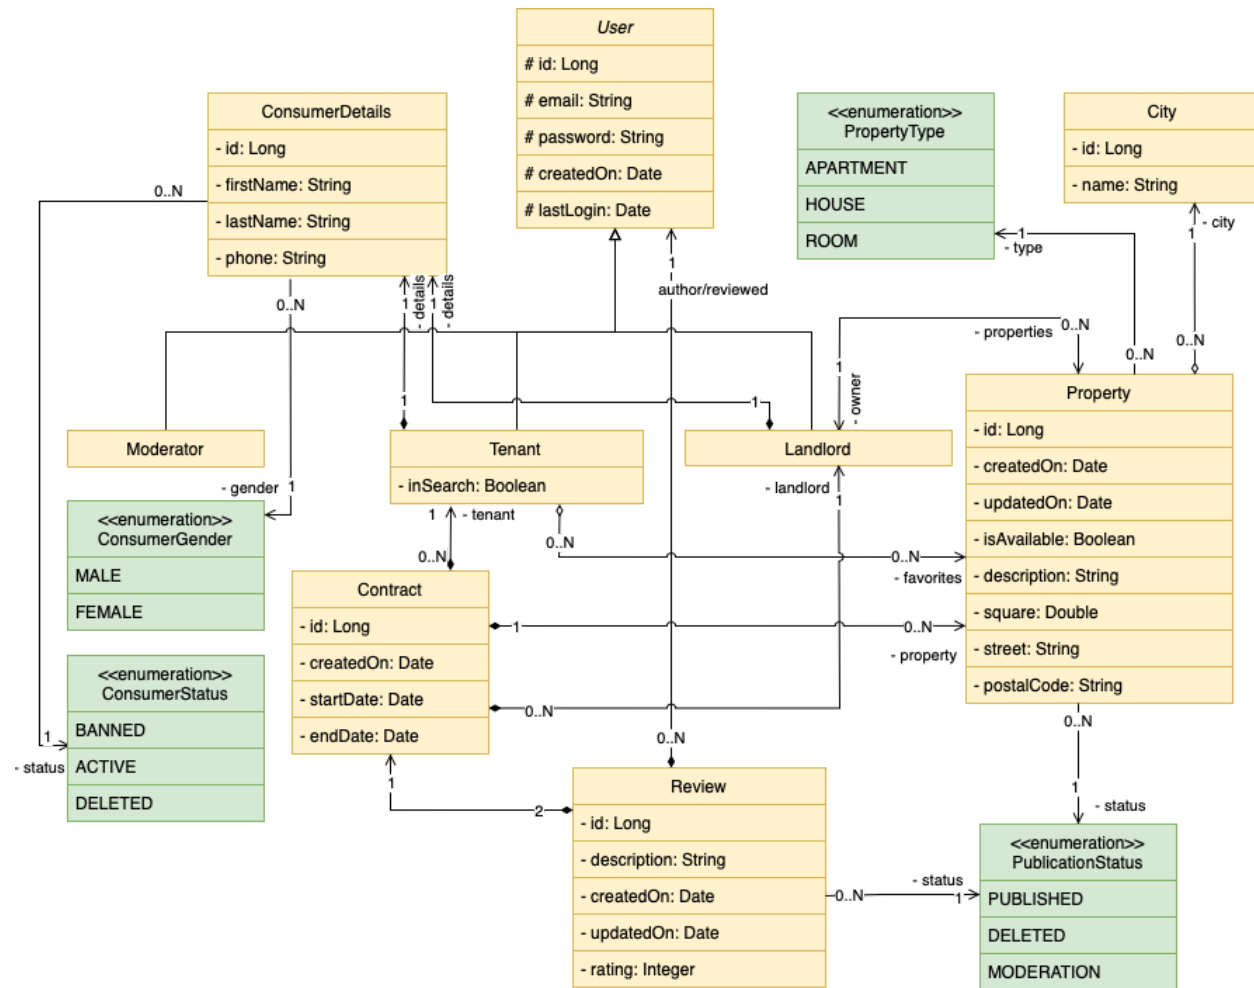 User
# id: Long
# email: String
# password: String
# createdOn: Date
# lastLogin: Date
ConsumerDetails
- id: Long
- firstName: String
- lastName: String
- phone: String
<<enumeration>>
PropertyType
APARTMENT
HOUSE
ROOM
City
- id: Long
- name: String
0..N
0..N
1
- details
1
- details
1
author/reviewed
1
- type
1
- city
- properties
0..N
0..N
0..N
1
- owner
1
1
Moderator
Tenant
- inSearch: Boolean
Landlord
Property
- id: Long
- createdOn: Date
- updatedOn: Date
- isAvailable: Boolean
- description: String
- square: Double
- street: String
- postalCode: String
- gender
1
<<enumeration>>
ConsumerGender
MALE
FEMALE
1
- tenant
0..N
- landlord
1
0..N
0..N
- favorites
Contract
- id: Long
- createdOn: Date
- startDate: Date
- endDate: Date
1
0..N
- property
0..N
<<enumeration>>
ConsumerStatus
BANNED
ACTIVE
DELETED
1
- status
0..N
1
2
Review
- id: Long
- description: String
- createdOn: Date
- updatedOn: Date
- rating: Integer
0..N
1
- status
0..N
- status
1
<<enumeration>>
PublicationStatus
PUBLISHED
DELETED
MODERATION